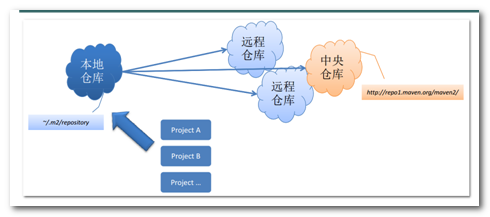 远程
仓库
本地
仓库
中央
仓库
远程
仓库
http://repo1.maven.org/maven2/
~/.m2/repository
Project A
Project B
Project ...